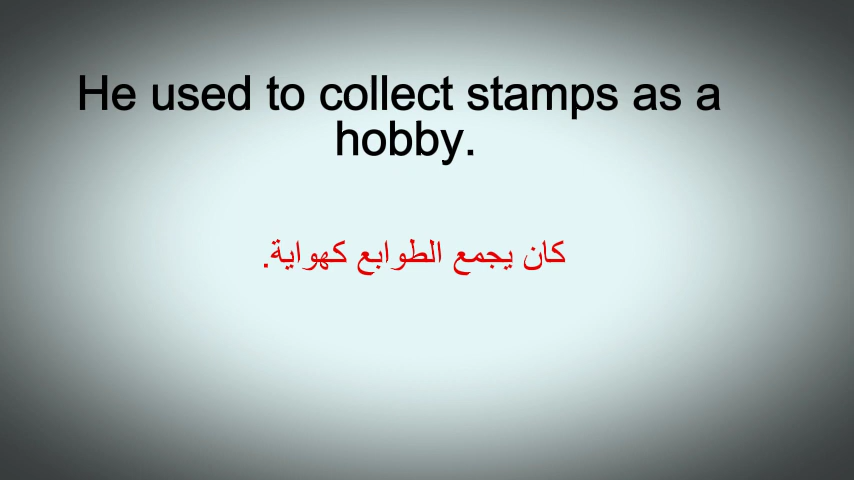 He used to collect stamps as a
hobby.
كان يجمع الطوابع كهواية.